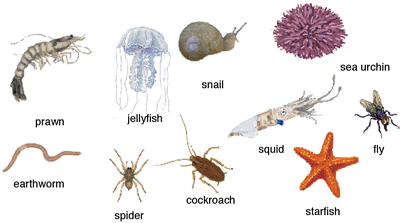 prawn
jellyfish
snail
sea urchin
earthworm
spider
cockroach
squid
starfish
fly